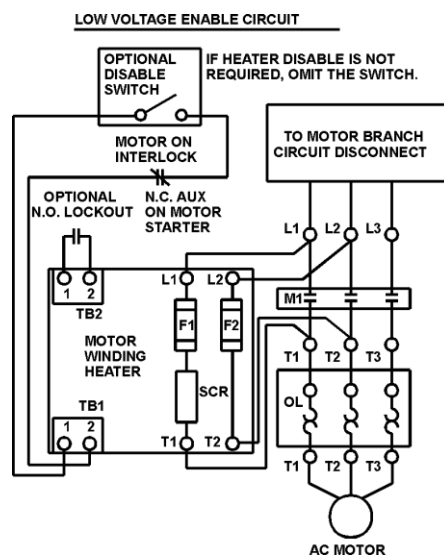 LOW VOLTAGE ENABLE CIRCUIT
OPTIONAL
DISABLE
SWITCH
IF HEATER DISABLE IS NOT
REQUIRED, OMIT THE SWITCH.
MOTOR ON
INTERLOCK
TO MOTOR BRANCH
CIRCUIT DISCONNECT
OPTIONAL
N.O. LOCKOUT
N.C. AUX
ON MOTOR
STARTER
L1 L2 L3
1 2
TB2
L1 L2
M1
F1 F2
MOTOR
WINDING
HEATER
SCR
T1 T2 T3
OL
TB1
1 2
T1 T2
T1 T2 T3
AC MOTOR